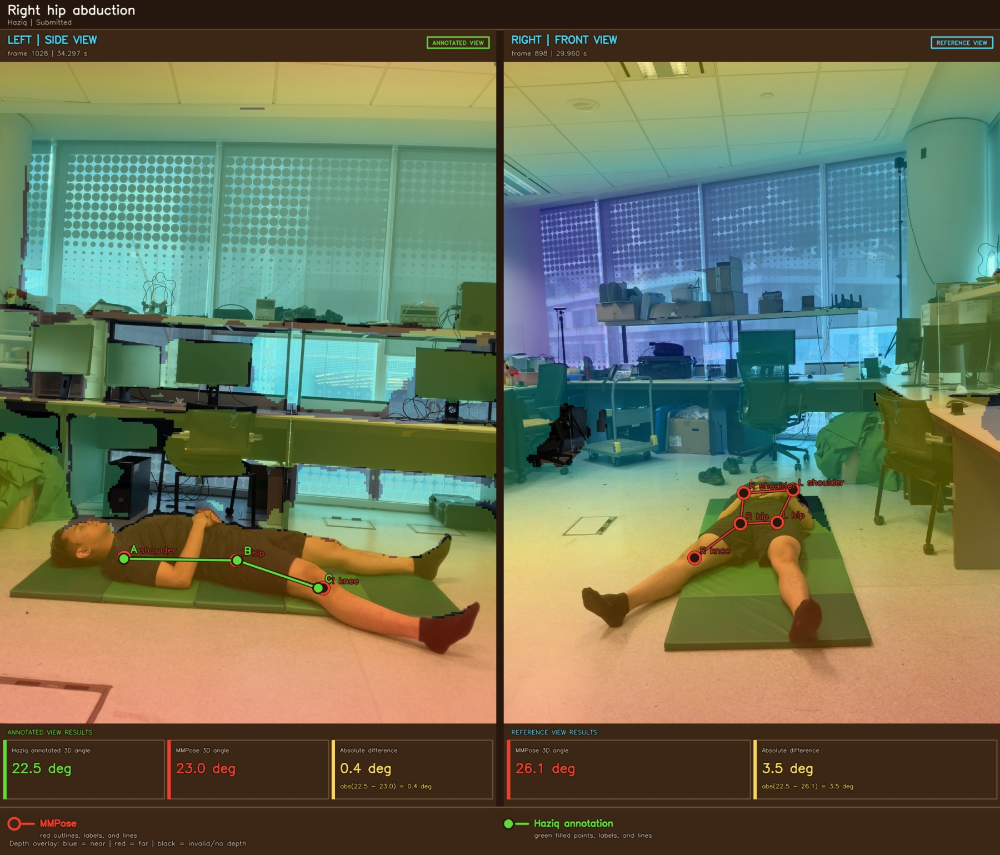 Right hip abduction
Haziq | Submitted
LEFT | SIDE VIEW
ANNOTATED VIEW
frame 1028 | 34.297 s
RIGHT | FRONT VIEW
REFERENCE VIEW
frame 898 | 29.960 s
A shoulder
B hip
C knee
R shoulder
L shoulder
R hip
L hip
R knee
ANNOTATED VIEW RESULTS
Haziq annotated 3D angle
22.5 deg
MMPose 3D angle
23.0 deg
Absolute difference
0.4 deg
abs(22.5 - 23.0) = 0.4 deg
REFERENCE VIEW RESULTS
MMPose 3D angle
26.1 deg
Absolute difference
3.5 deg
abs(22.5 - 26.1) = 3.5 deg
MMPose
red outlines, labels, and lines
Haziq annotation
green filled points, labels, and lines
Depth overlay: blue = near | red = far | black = invalid/no depth